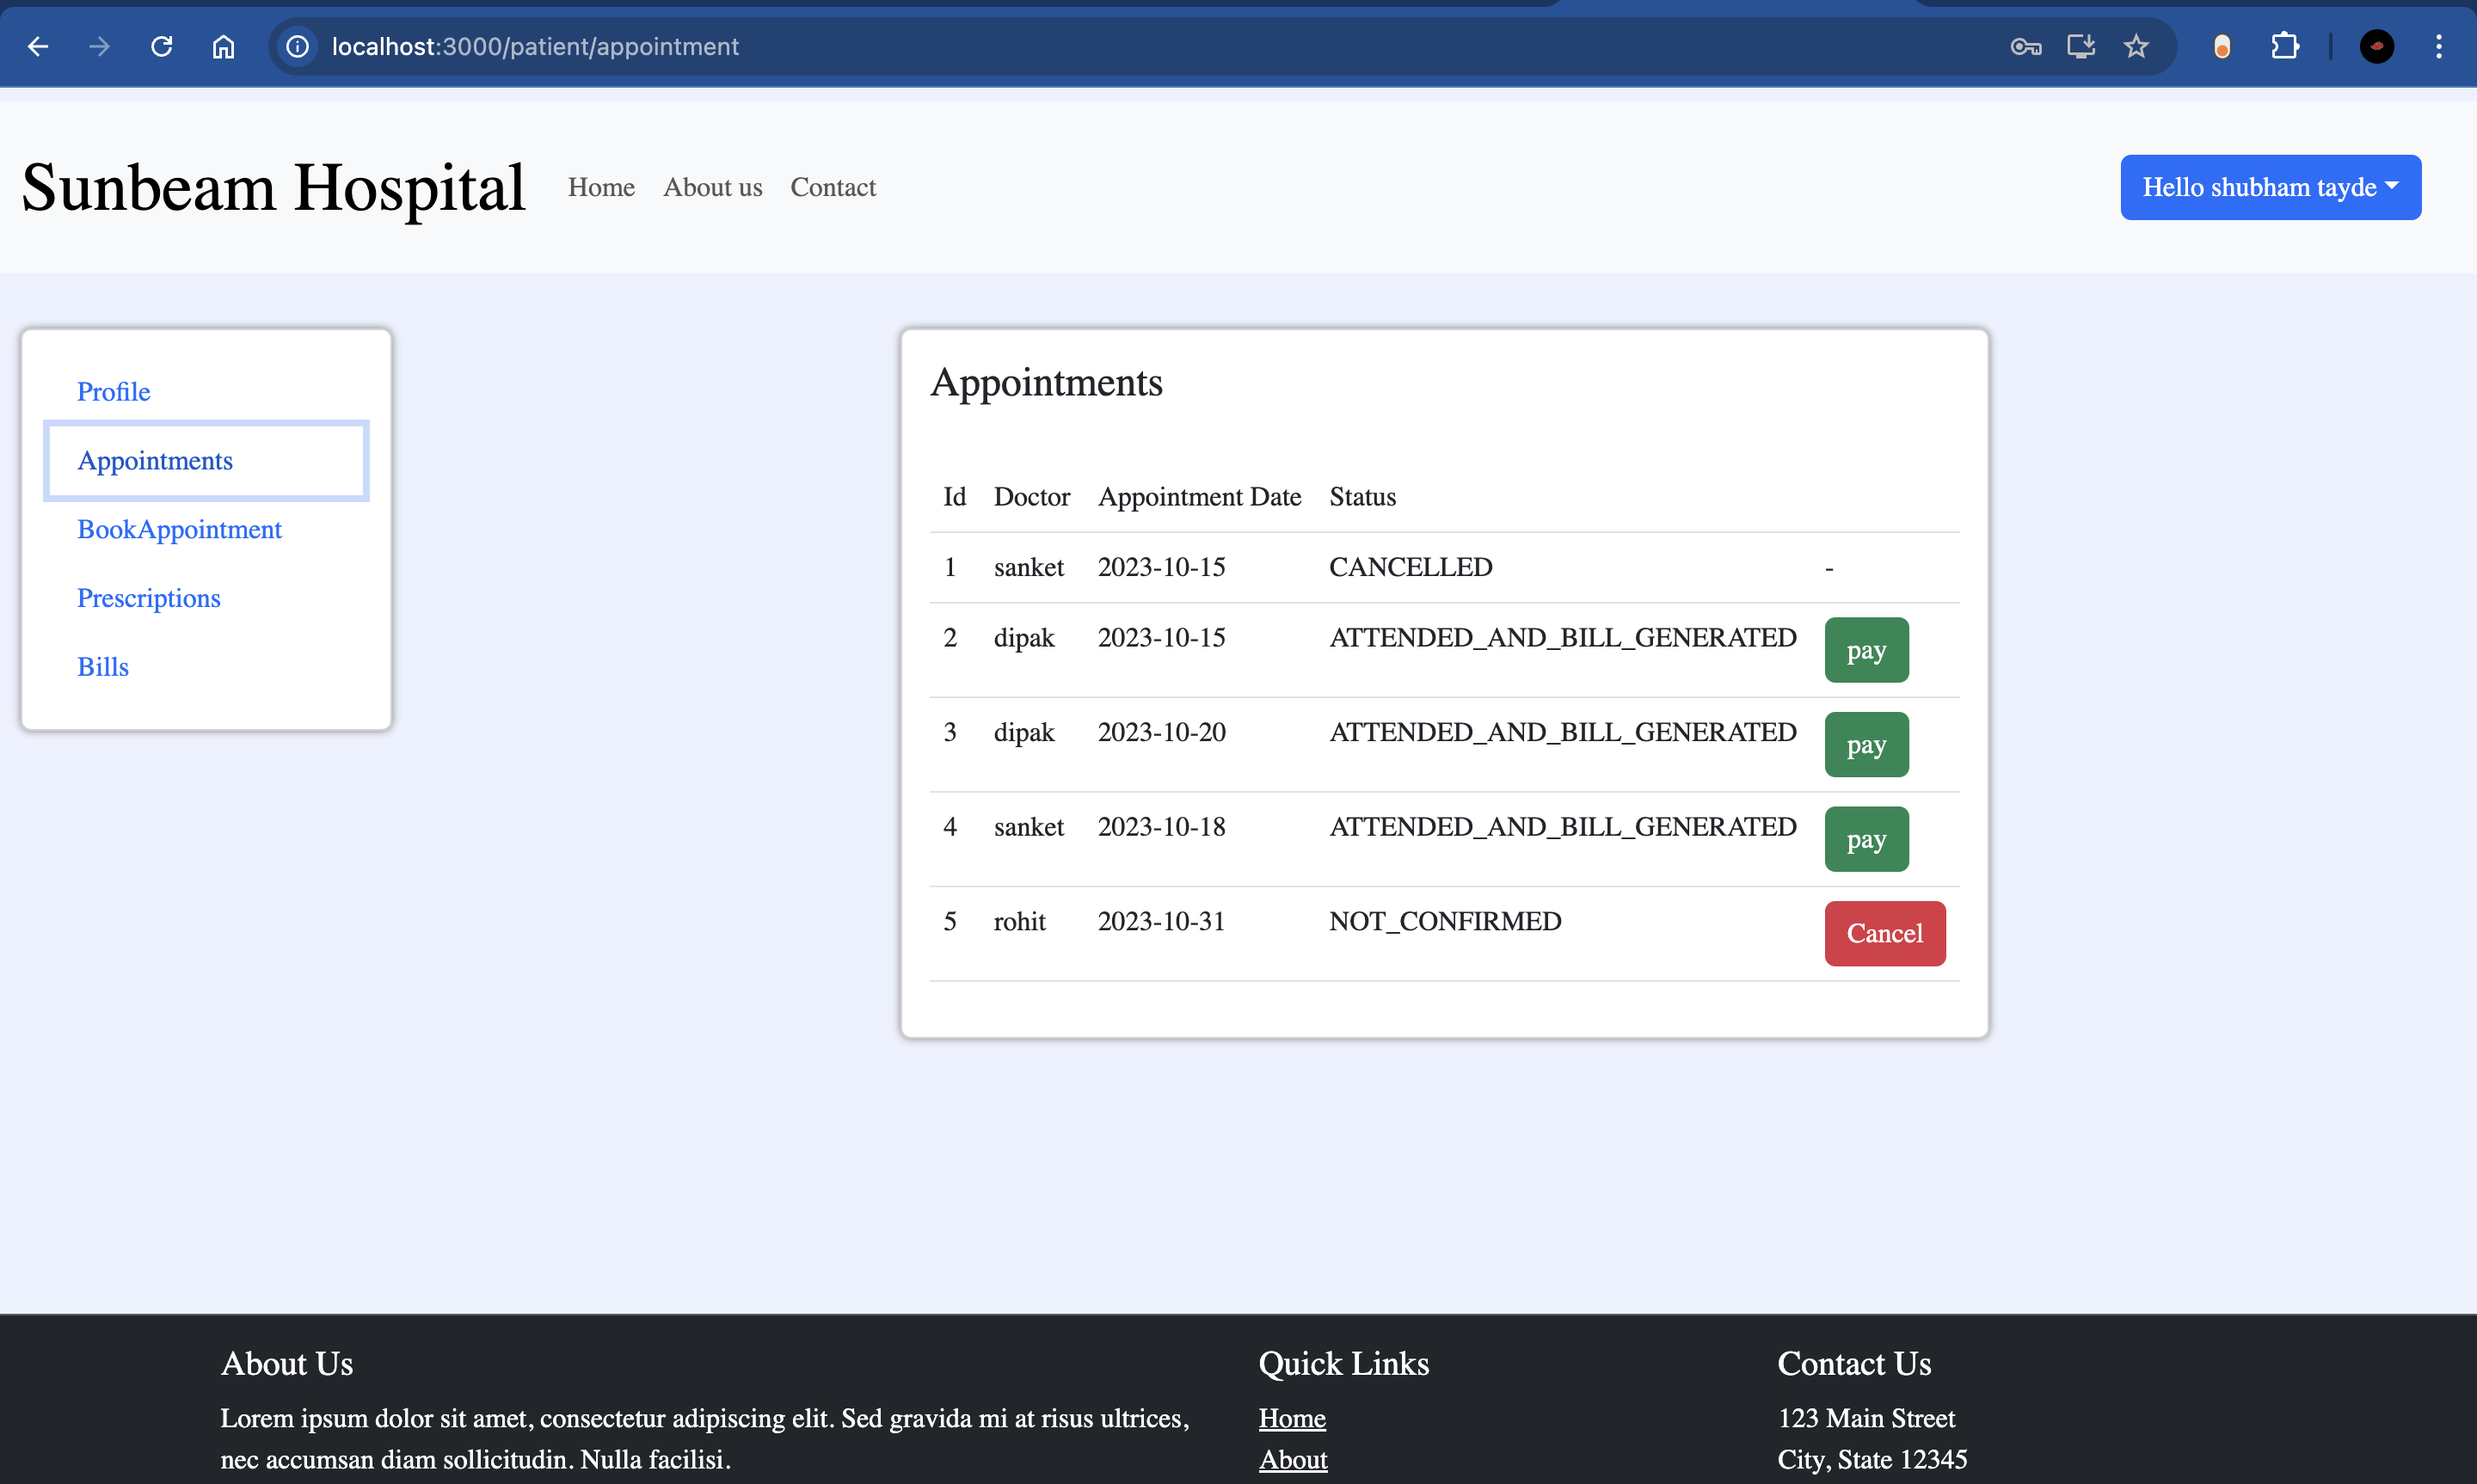 localhost:3000/patient/appointment
Sunbeam Hospital
Home About us Contact
Hello shubham tayde
Profile
Appointments
BookAppointment
Prescriptions
Bills
Appointments
Id Doctor Appointment Date Status
1 sanket 2023-10-15 CANCELLED -
2 dipak 2023-10-15 ATTENDED_AND_BILL_GENERATED pay
3 dipak 2023-10-20 ATTENDED_AND_BILL_GENERATED pay
4 sanket 2023-10-18 ATTENDED_AND_BILL_GENERATED pay
5 rohit 2023-10-31 NOT_CONFIRMED Cancel
About Us
Lorem ipsum dolor sit amet, consectetur adipiscing elit. Sed gravida mi at risus ultrices,
nec accumsan diam sollicitudin. Nulla facilisi.
Quick Links
Home
About
Contact Us
123 Main Street
City, State 12345